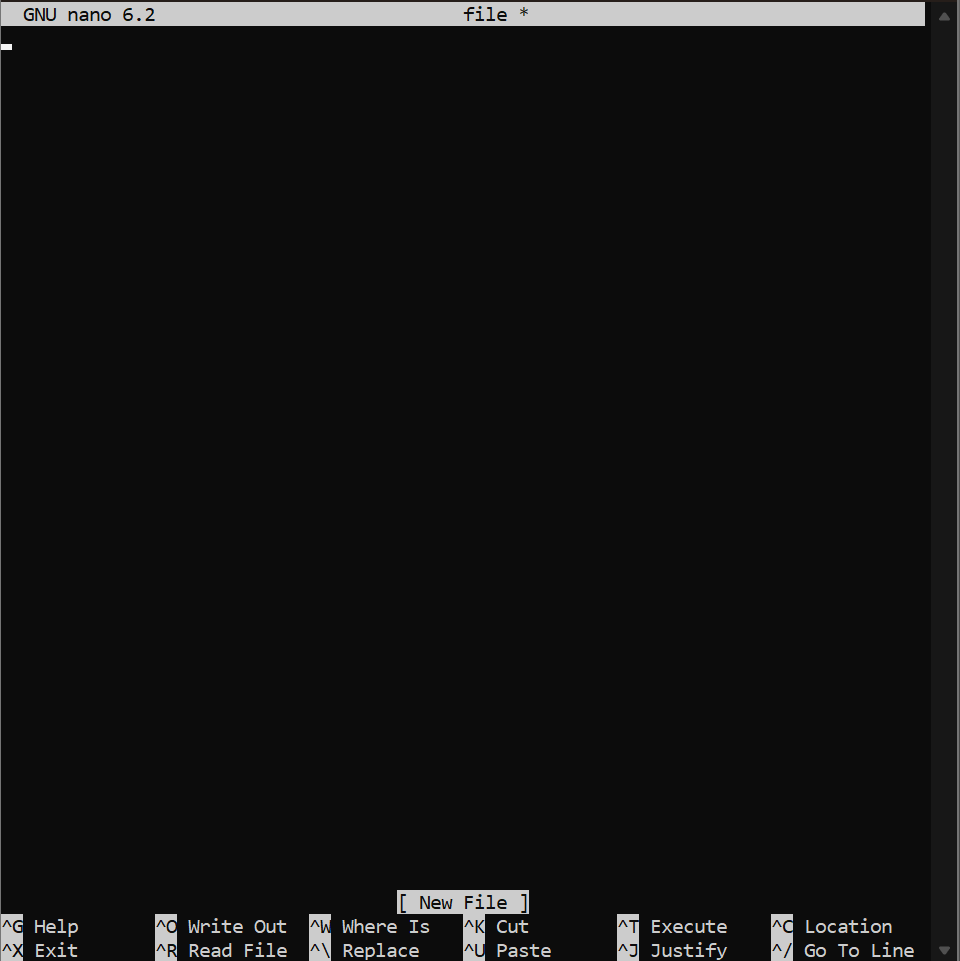 GNU nano 6.2 file *
[ New File ]
^G Help ^O Write Out ^W Where Is ^K Cut ^T Execute ^C Location
^X Exit ^R Read File ^\ Replace ^U Paste ^J Justify ^/ Go To Line